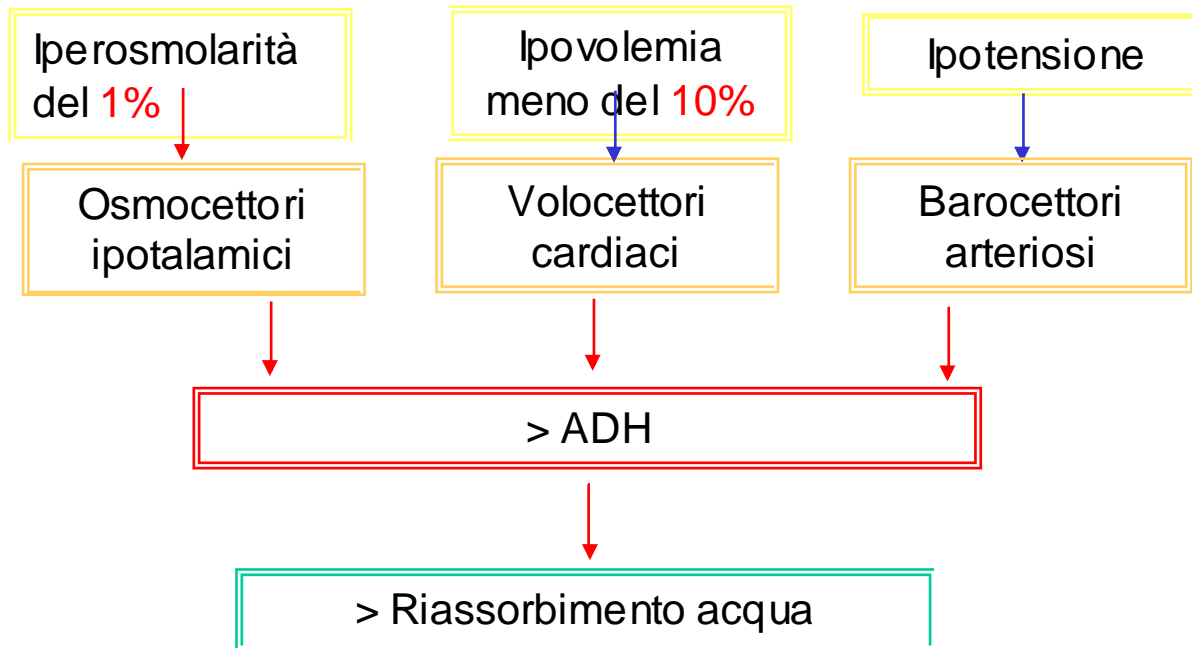 Iperosmolarità
del 1%
Ipovolemia
meno del 10%
Ipotensione
Osmocettori
ipotalamici
Volocettori
cardiaci
Barocettori
arteriosi
> ADH
> Riassorbimento acqua